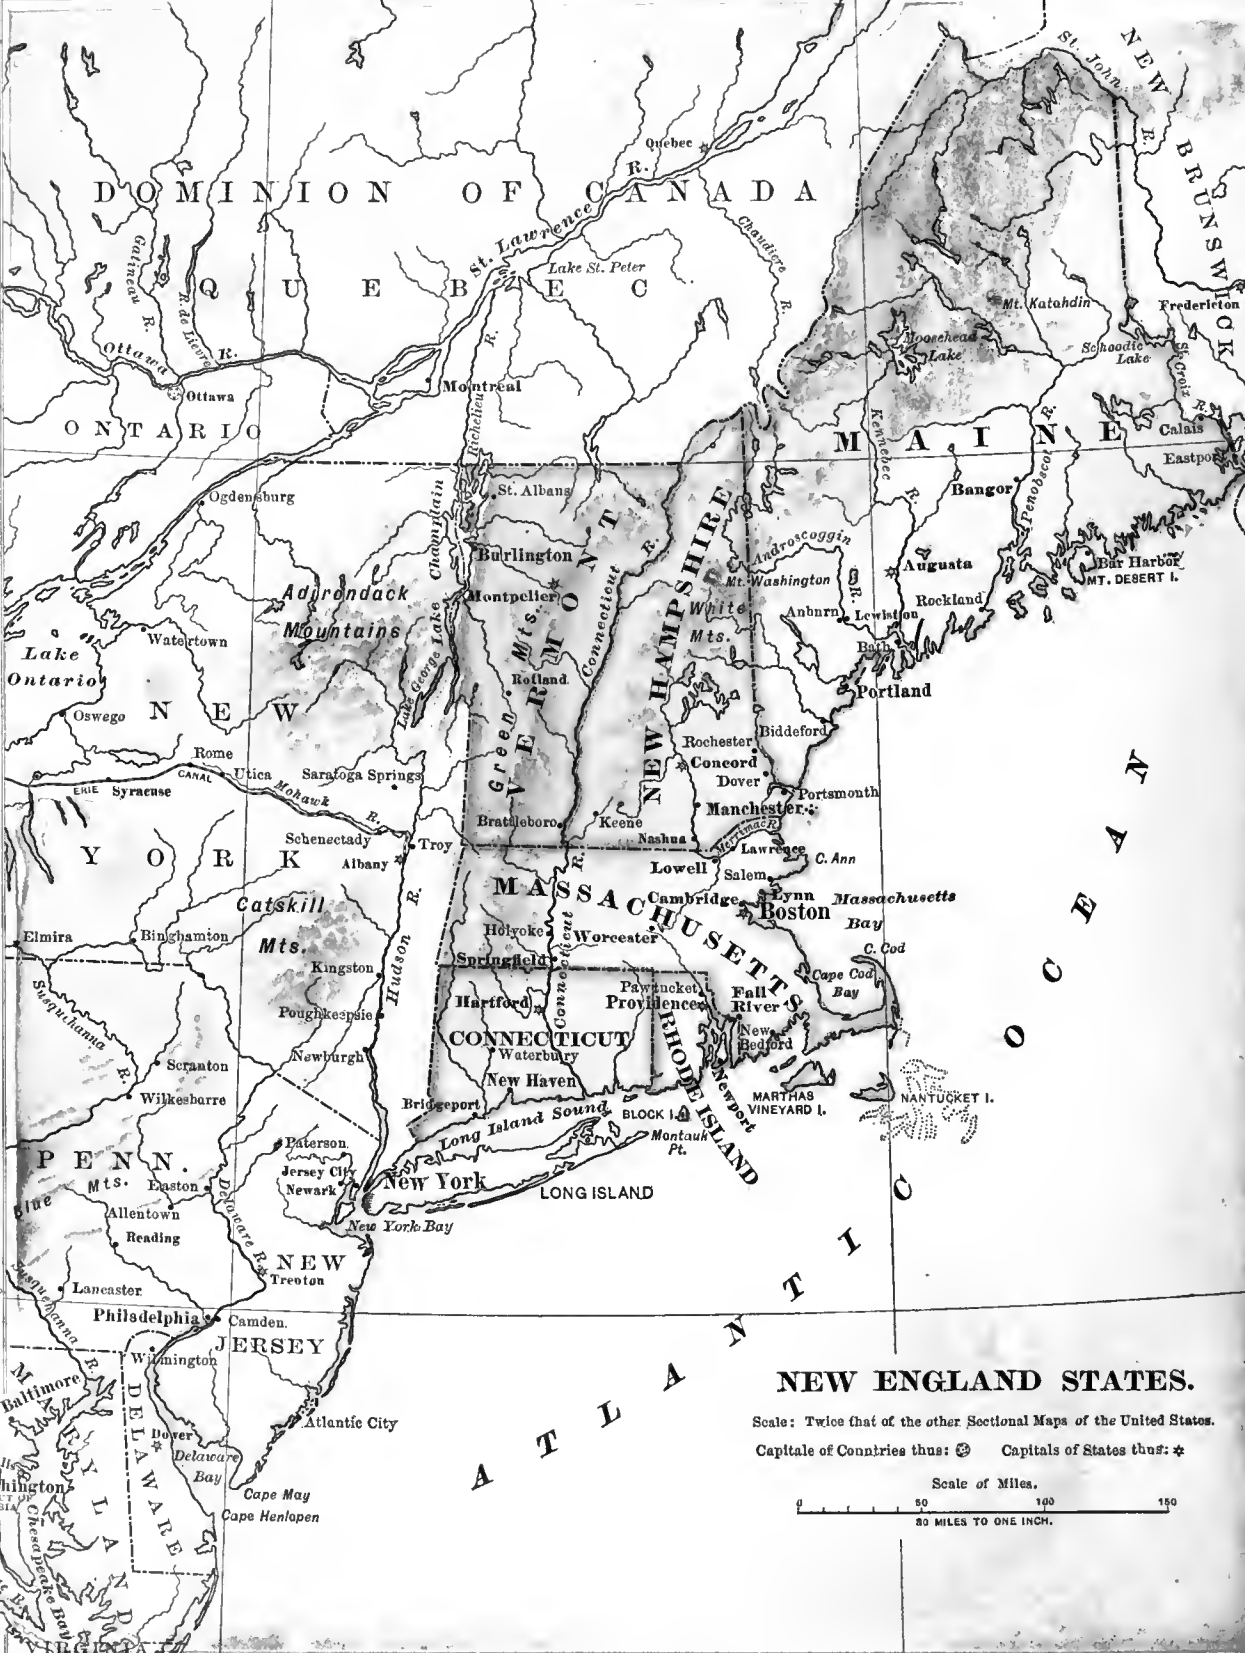 NEW
BRUNSWICK
St. John
R.
Quebec
R.
DOMINION OF CANADA
St. Lawrence
Chaudiere
R.
Gatineau
R.
R. de Lievre
Lake St. Peter
QUEBEC
Mt. Katahdin
Fredericton
Moosehead
Lake
Schoodic
Lake
St. Croix
R.
Ottawa
R.
R.
Ottawa
Montreal
Richelieu
ONTARIO
MAINE
Kennebec
R.
Calais
Eastport
Ogdensburg
St. Albans
Bangor
Penobscot
R.
Champlain
Burlington
VERMONT
NEW HAMPSHIRE
Androscoggin
R.
Augusta
Bar Harbor
MT. DESERT I.
Adirondack
Mountains
Montpelier
Connecticut
R.
Mt. Washington
White
Mts.
Auburn
Lewiston
Rockland
Watertown
Lake
Ontario
Green Mts.
Bath
Lake George
Lake
Rutland
Portland
Oswego
NEW
Biddeford
Rochester
Rome
Concord
Dover
CANAL
Utica
Saratoga Springs
ERIE
Syracuse
Mohawk
R.
Portsmouth
Manchester
Brattleboro
Keene
Schenectady
Troy
Nashua
Merrimac R.
Lawrence
YORK
Albany
Lowell
C. Ann
Salem
MASSACHUSETTS
Catskill
Mts.
Cambridge
Lynn
Massachusetts
Bay
Boston
Hudson
R.
Elmira
Binghamton
Holyoke
Worcester
C. Cod
Springfield
Kingston
Connecticut
R.
Cape Cod
Bay
Susquehanna
R.
Hartford
Pawtucket
Providence
Fall
River
Poughkeepsie
CONNECTICUT
RHODE ISLAND
New
Bedford
Newburgh
Waterbury
Scranton
New Haven
Newport
MARTHAS
VINEYARD I.
NANTUCKET I.
Wilkesbarre
Bridgeport
Long Island Sound
BLOCK I.
Montauk
Pt.
Paterson
PENN.
Jersey City
Newark
New York
LONG ISLAND
Blue
Mts.
Easton
Allentown
New York Bay
Delaware R.
Reading
NEW
JERSEY
Trenton
Susquehanna
R.
Lancaster
Philadelphia
Camden.
ATLANTIC OCEAN
Wilmington
MARYLAND
Baltimore
DELAWARE
Atlantic City
Dover
Delaware
Bay
hington
Cape May
Cape Henlopen
Chesapeake Bay
VIRGINIA
NEW ENGLAND STATES.
Scale: Twice that of the other Sectional Maps of the United States.
Capitals of Countries thus: Capitals of States thus:
Scale of Miles.
0 50 100 150
30 MILES TO ONE INCH.